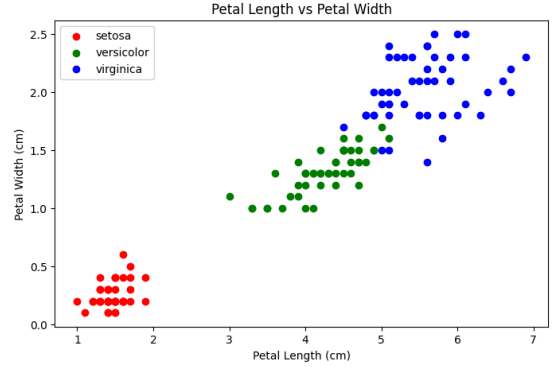 Petal Length vs Petal Width
setosa
versicolor
virginica
Petal Width (cm)
2.5
2.0
1.5
1.0
0.5
0.0
1 2 3 4 5 6 7
Petal Length (cm)